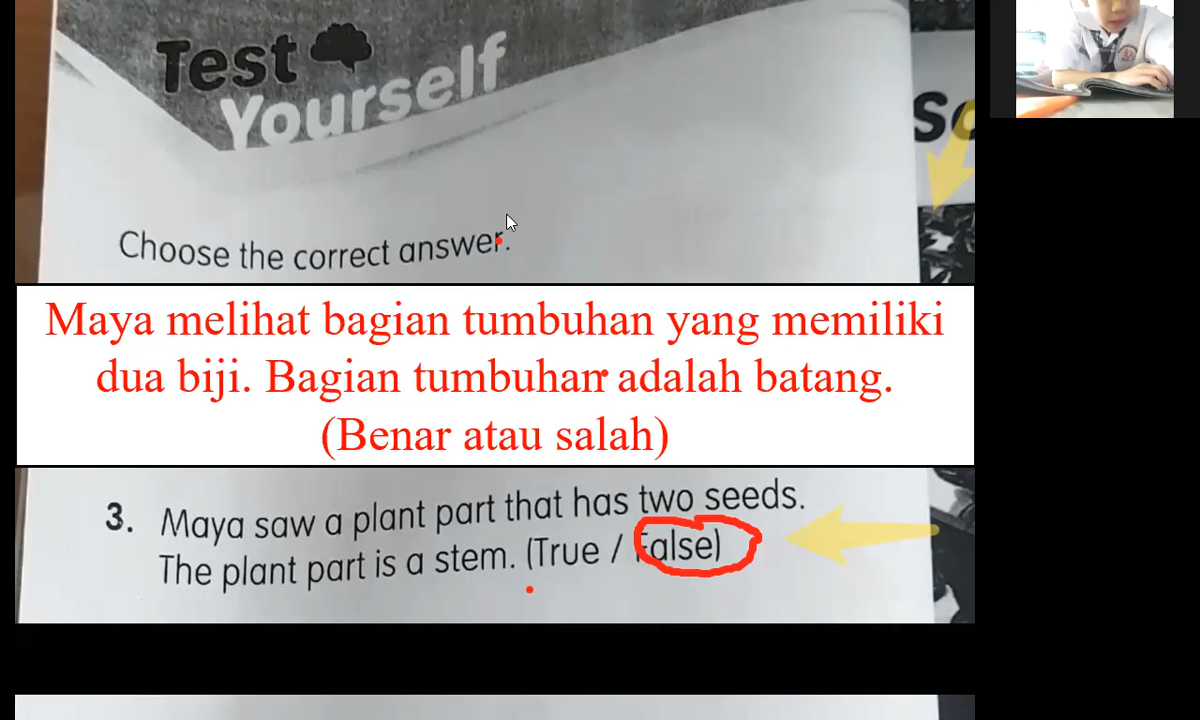 Test
Yourself
Sc
Choose the correct answer.
Maya melihat bagian tumbuhan yang memiliki
dua biji. Bagian tumbuhan adalah batang.
(Benar atau salah)
3. Maya saw a plant part that has two seeds.
The plant part is a stem. (True / False)